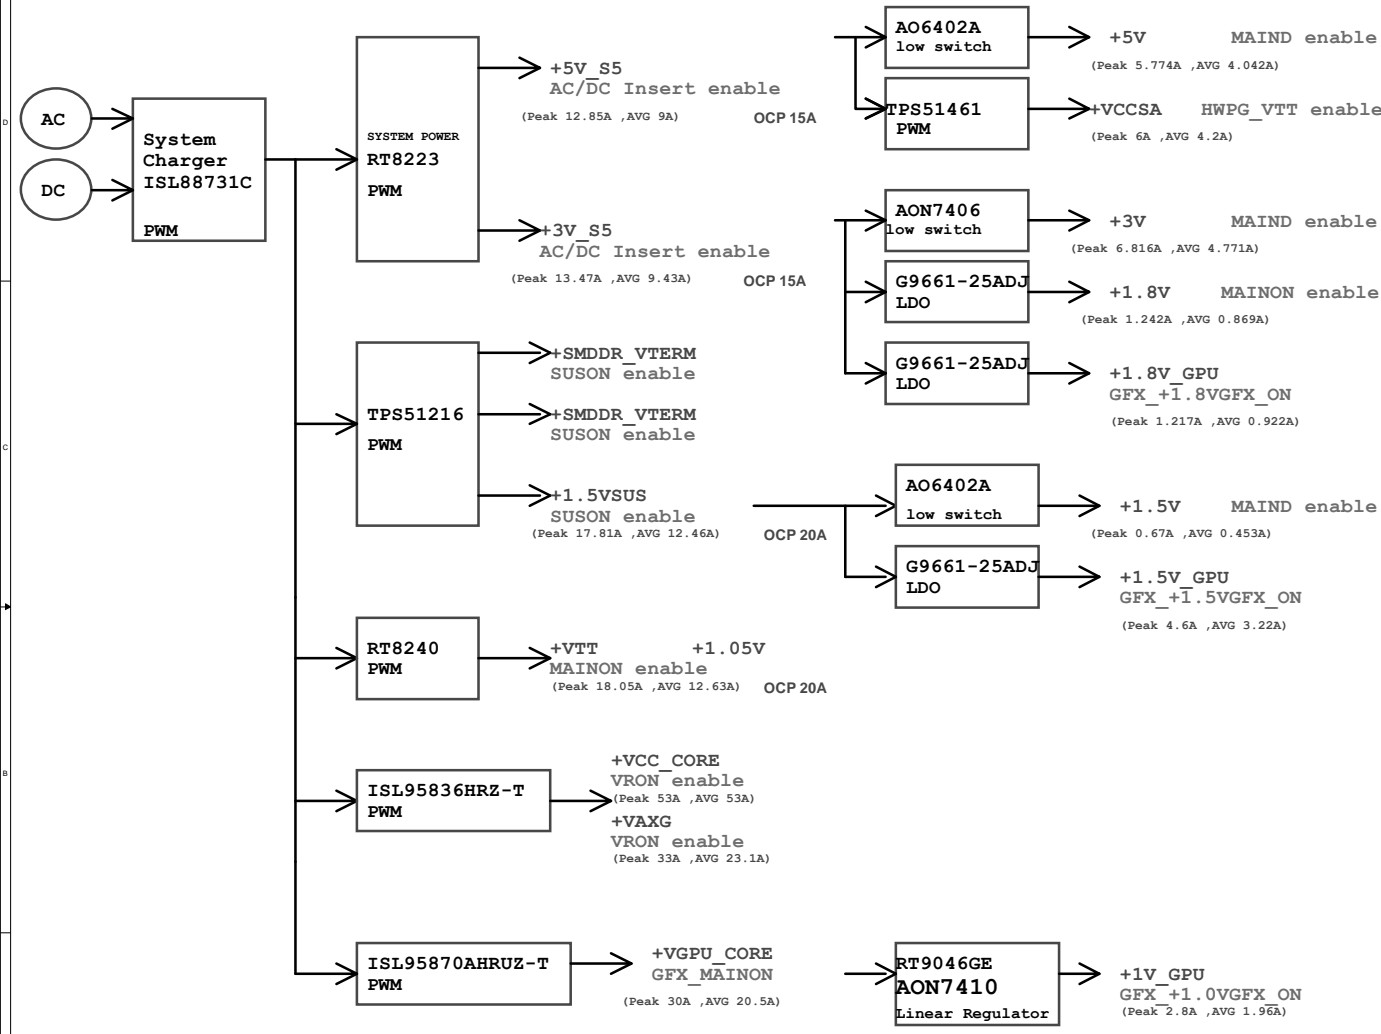 AC
DC
System
Charger
ISL88731C
PWM
SYSTEM POWER
RT8223
PWM
+5V_S5
AC/DC Insert enable
(Peak 12.85A ,AVG 9A)
OCP 15A
+3V_S5
AC/DC Insert enable
(Peak 13.47A ,AVG 9.43A)
OCP 15A
AO6402A
low switch
+5V MAIND enable
(Peak 5.774A ,AVG 4.042A)
TPS51461
PWM
+VCCSA HWPG_VTT enable
(Peak 6A ,AVG 4.2A)
AON7406
low switch
+3V MAIND enable
(Peak 6.816A ,AVG 4.771A)
G9661-25ADJ
LDO
+1.8V MAINON enable
(Peak 1.242A ,AVG 0.869A)
G9661-25ADJ
LDO
+1.8V_GPU
GFX_+1.8VGFX_ON
(Peak 1.217A ,AVG 0.922A)
TPS51216
PWM
+SMDDR_VTERM
SUSON enable
+SMDDR_VTERM
SUSON enable
+1.5VSUS
SUSON enable
(Peak 17.81A ,AVG 12.46A)
OCP 20A
AO6402A
low switch
+1.5V MAIND enable
(Peak 0.67A ,AVG 0.453A)
G9661-25ADJ
LDO
+1.5V_GPU
GFX_+1.5VGFX_ON
(Peak 4.6A ,AVG 3.22A)
RT8240
PWM
+VTT +1.05V
MAINON enable
(Peak 18.05A ,AVG 12.63A)
OCP 20A
ISL95836HRZ-T
PWM
+VCC_CORE
VRON enable
(Peak 53A ,AVG 53A)
+VAXG
VRON enable
(Peak 33A ,AVG 23.1A)
ISL95870AHRUZ-T
PWM
+VGPU_CORE
GFX_MAINON
(Peak 30A ,AVG 20.5A)
RT9046GE
AON7410
Linear Regulator
+1V_GPU
GFX_+1.0VGFX_ON
(Peak 2.8A ,AVG 1.96A)
D
C
B